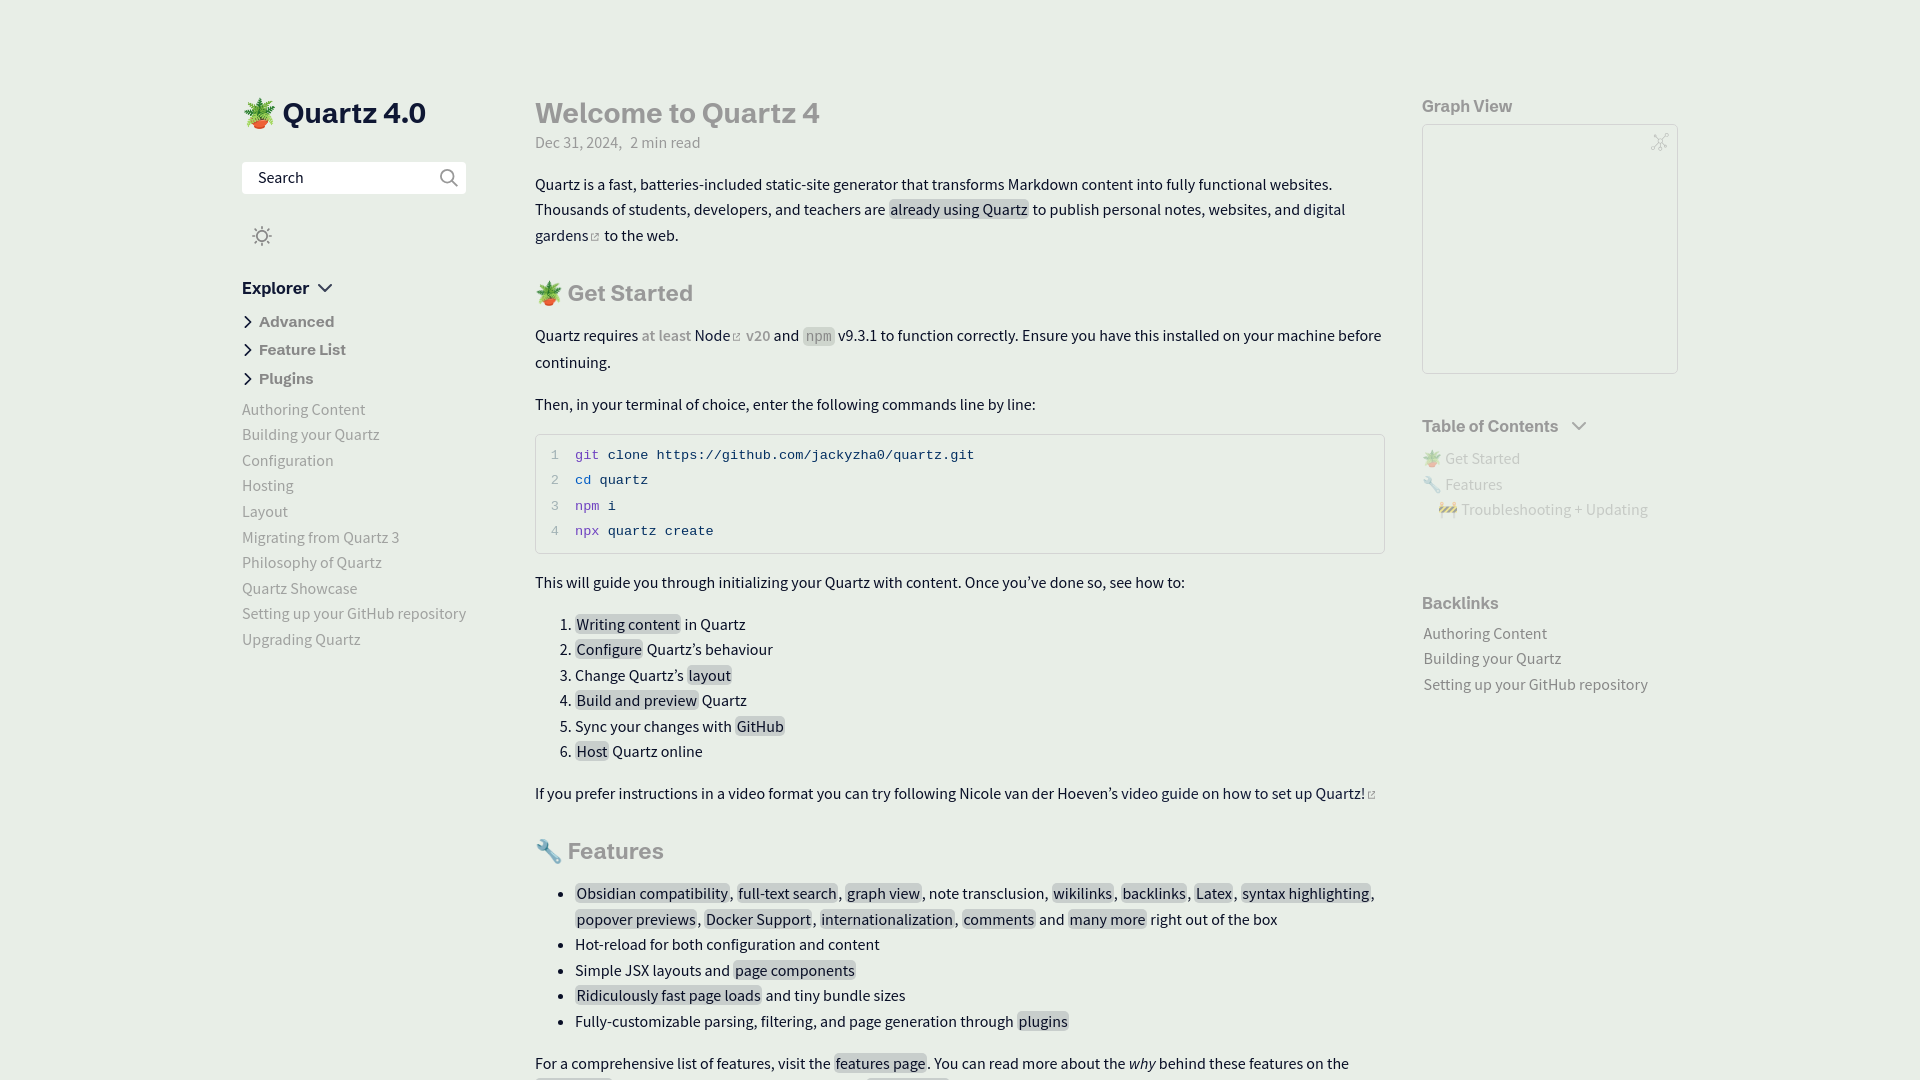 🪴 Quartz 4.0
Search
Explorer
Advanced
Feature List
Plugins
Authoring Content
Building your Quartz
Configuration
Hosting
Layout
Migrating from Quartz 3
Philosophy of Quartz
Quartz Showcase
Setting up your GitHub repository
Upgrading Quartz
Welcome to Quartz 4
Dec 31, 2024, 2 min read
Quartz is a fast, batteries-included static-site generator that transforms Markdown content into fully functional websites.
Thousands of students, developers, and teachers are already using Quartz to publish personal notes, websites, and digital
gardens to the web.
🪴 Get Started
Quartz requires at least Node v20 and npm v9.3.1 to function correctly. Ensure you have this installed on your machine before
continuing.
Then, in your terminal of choice, enter the following commands line by line:
1 git clone https://github.com/jackyzha0/quartz.git
2 cd quartz
3 npm i
4 npx quartz create
This will guide you through initializing your Quartz with content. Once you’ve done so, see how to:
1. Writing content in Quartz
2. Configure Quartz’s behaviour
3. Change Quartz’s layout
4. Build and preview Quartz
5. Sync your changes with GitHub
6. Host Quartz online
If you prefer instructions in a video format you can try following Nicole van der Hoeven’s video guide on how to set up Quartz!
🔧 Features
• Obsidian compatibility, full-text search, graph view, note transclusion, wikilinks, backlinks, Latex, syntax highlighting,
popover previews, Docker Support, internationalization, comments and many more right out of the box
• Hot-reload for both configuration and content
• Simple JSX layouts and page components
• Ridiculously fast page loads and tiny bundle sizes
• Fully-customizable parsing, filtering, and page generation through plugins
For a comprehensive list of features, visit the features page. You can read more about the why behind these features on the
Graph View
Table of Contents
🪴 Get Started
🔧 Features
🚧 Troubleshooting + Updating
Backlinks
Authoring Content
Building your Quartz
Setting up your GitHub repository